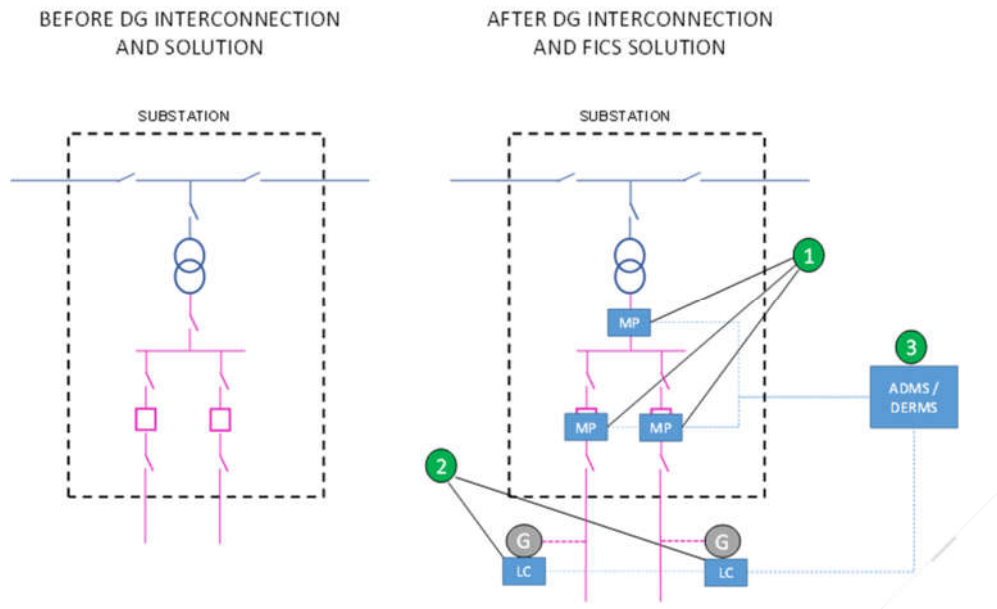 BEFORE DG INTERCONNECTION
AND SOLUTION
AFTER DG INTERCONNECTION
AND FICS SOLUTION
SUBSTATION
SUBSTATION
1
MP
3
ADMS /
DERMS
MP
MP
2
G
G
LC
LC